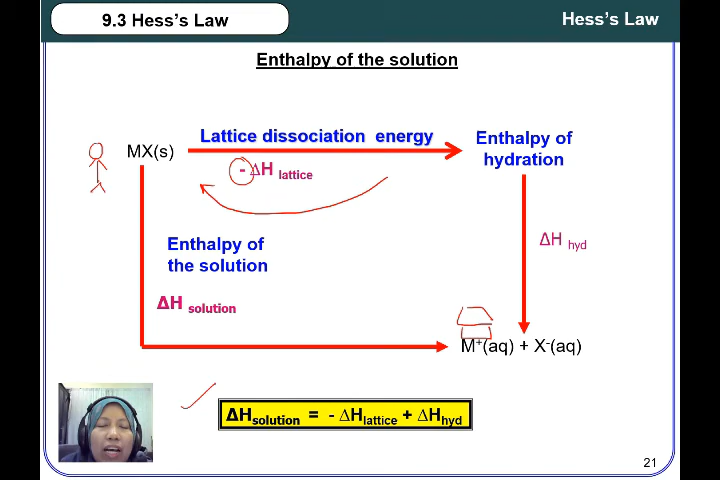 9.3 Hess's Law
Hess's Law
Enthalpy of the solution
Lattice dissociation energy
MX(s)
- ΔH lattice
Enthalpy of
hydration
Enthalpy of
the solution
ΔH hyd
ΔH solution
M⁺(aq) + X⁻(aq)
ΔHsolution = - ΔHlattice + ΔHhyd
21